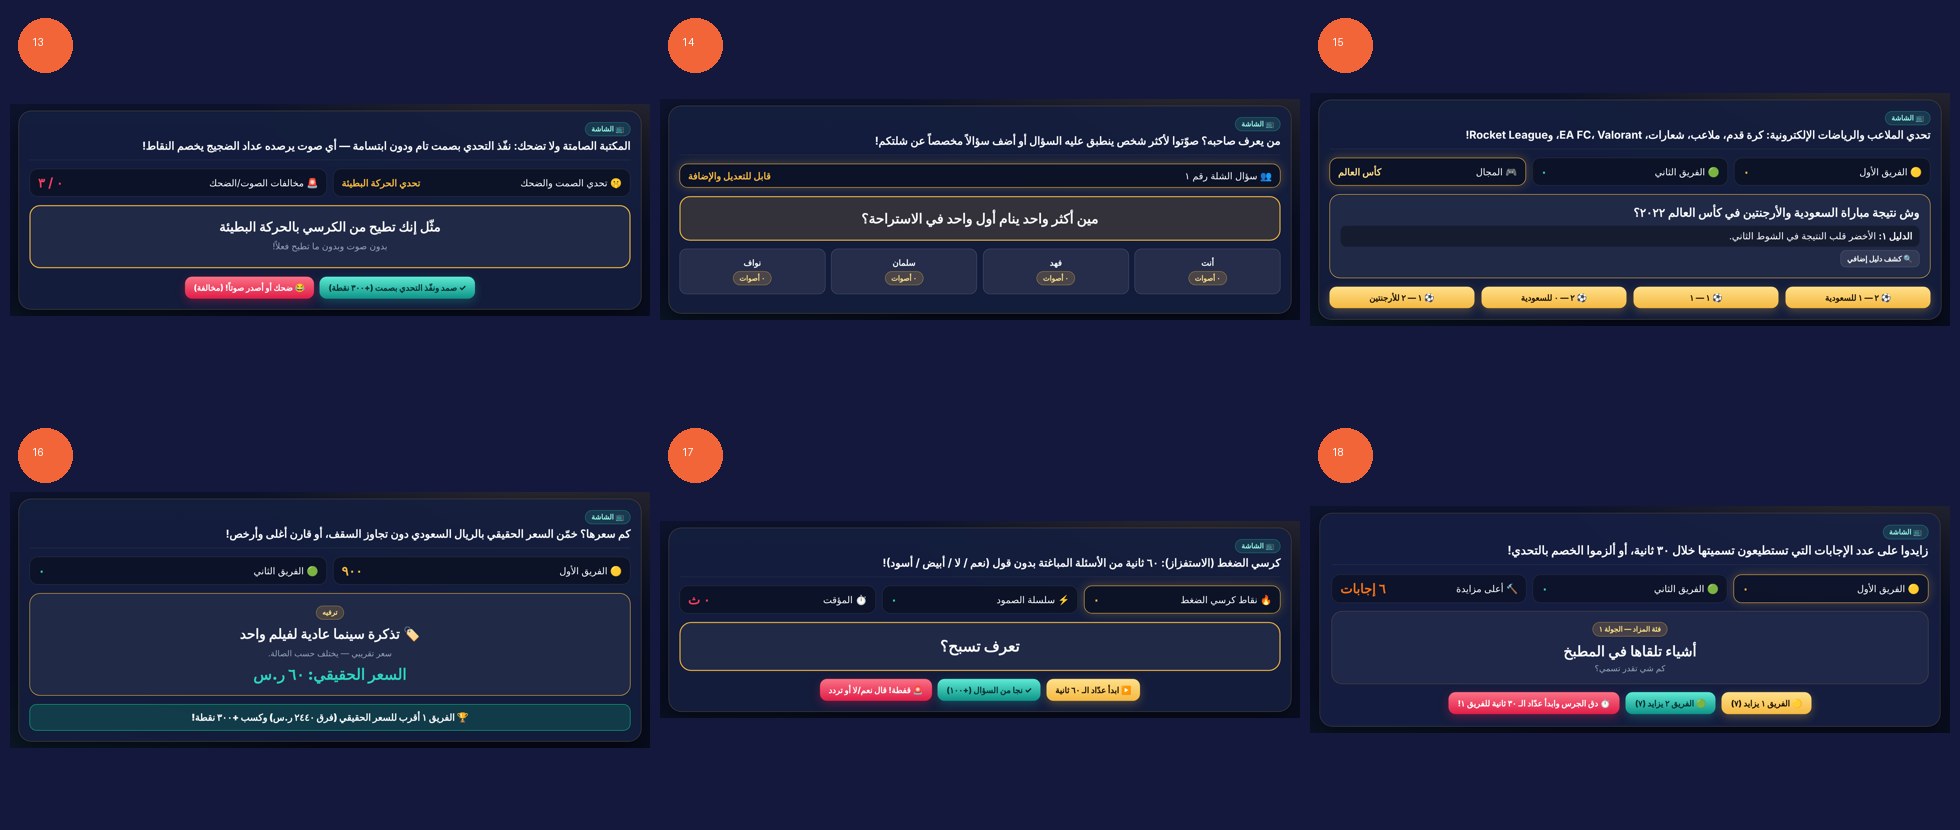 13
الشاشة
المكتبة الصامتة ولا تضحك: نفّذ التحدي بصمت تام ودون ابتسامة — أي صوت يرصده عداد الضجيج يخصم النقاط!
تحدي الصمت والضحك
تحدي الحركة البطيئة
مخالفات الصوت/الضحك
٠ / ٣
مثّل إنك تطيح من الكرسي بالحركة البطيئة
بدون صوت وبدون ما تطيح فعلاً!
✓ صمد ونفّذ التحدي بصمت (+٣٠٠ نقطة)
ضحك أو أصدر صوتاً! (مخالفة)
14
الشاشة
من يعرف صاحبه؟ صوّتوا لأكثر شخص ينطبق عليه السؤال أو أضف سؤالاً مخصصاً عن شلتكم!
سؤال الشلة رقم ١
قابل للتعديل والإضافة
مين أكثر واحد ينام أول واحد في الاستراحة؟
أنت
٠ أصوات
فهد
٠ أصوات
سلمان
٠ أصوات
نواف
٠ أصوات
15
الشاشة
تحدي الملاعب والرياضات الإلكترونية: كرة قدم، ملاعب، شعارات، EA FC، Valorant، وRocket League!
الفريق الأول
٠
الفريق الثاني
٠
المجال
كأس العالم
وش نتيجة مباراة السعودية والأرجنتين في كأس العالم ٢٠٢٢؟
الدليل ١: الأخضر قلب النتيجة في الشوط الثاني.
كشف دليل إضافي
٢ — ١ للسعودية
١ — ١
٢ — ٠ للسعودية
١ — ٢ للأرجنتين
16
الشاشة
كم سعرها؟ خمّن السعر الحقيقي بالريال السعودي دون تجاوز السقف، أو قارن أغلى وأرخص!
الفريق الأول
٩٠٠
الفريق الثاني
٠
ترفيه
تذكرة سينما عادية لفيلم واحد
سعر تقريبي — يختلف حسب الصالة.
السعر الحقيقي: ٦٠ ر.س
الفريق ١ أقرب للسعر الحقيقي (فرق ٢٤٤٠ ر.س) وكسب +٣٠٠ نقطة!
17
الشاشة
كرسي الضغط (الاستفزاز): ٦٠ ثانية من الأسئلة المباغتة بدون قول (نعم / لا / أبيض / أسود)!
نقاط كرسي الضغط
٠
سلسلة الصمود
٠
المؤقت
٠ ث
تعرف تسبح؟
ابدأ عدّاد الـ ٦٠ ثانية
✓ نجا من السؤال (+١٠٠)
قفطة! قال نعم/لا أو تردد
18
الشاشة
زايدوا على عدد الإجابات التي تستطيعون تسميتها خلال ٣٠ ثانية، أو ألزموا الخصم بالتحدي!
الفريق الأول
٠
الفريق الثاني
٠
أعلى مزايدة
٦ إجابات
فئة المزاد — الجولة ١
أشياء تلقاها في المطبخ
كم شي تقدر تسمي؟
الفريق ١ يزايد (٧)
الفريق ٢ يزايد (٧)
دق الجرس وابدأ عدّاد الـ ٣٠ ثانية للفريق ١!